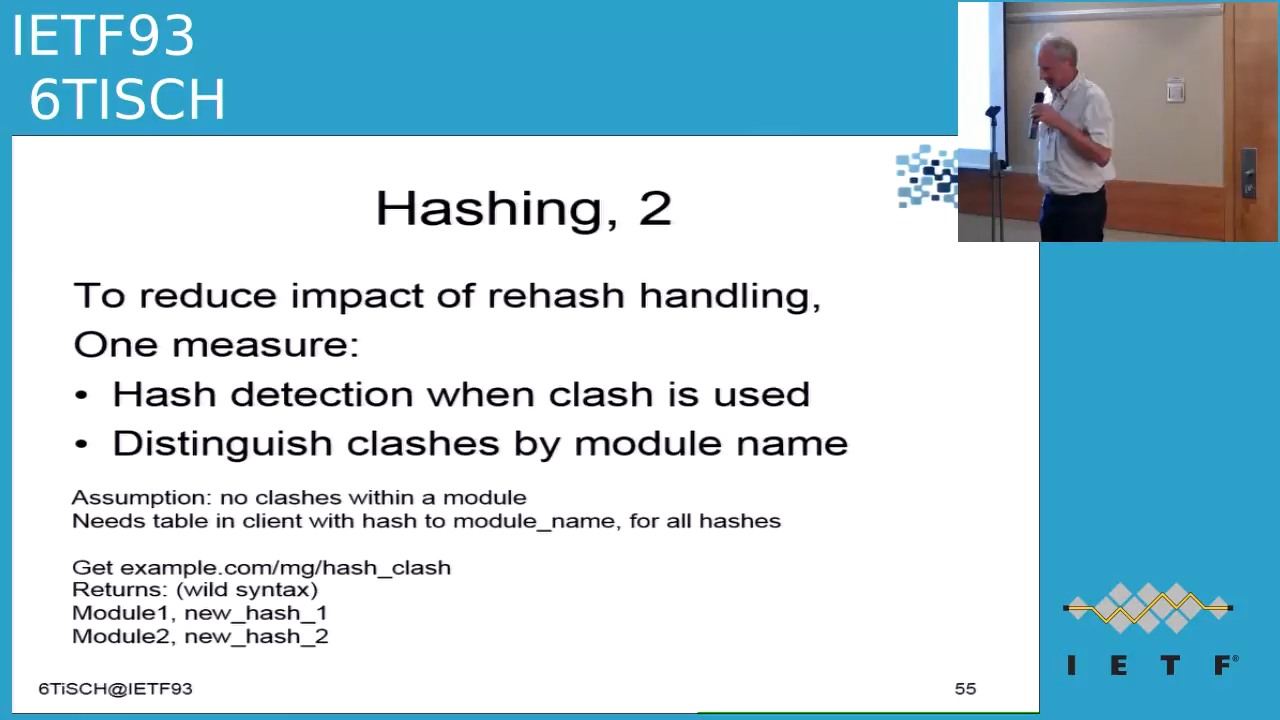 IETF93
6TISCH
Hashing, 2
To reduce impact of rehash handling,
One measure:
• Hash detection when clash is used
• Distinguish clashes by module name
Assumption: no clashes within a module
Needs table in client with hash to module_name, for all hashes
Get example.com/mg/hash_clash
Returns: (wild syntax)
Module1, new_hash_1
Module2, new_hash_2
6TiSCH@IETF93
55
I E T F®